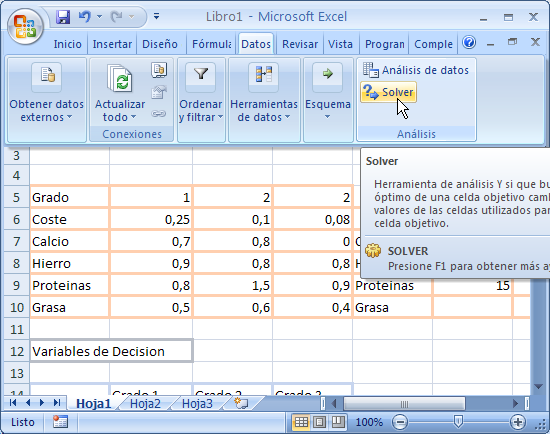 Libro1 - Microsoft Excel
Inicio Insertar Diseño Fórmula Datos Revisar Vista Progran Comple
Obtener datos externos
Actualizar todo
Conexiones
Ordenar y filtrar
Herramientas de datos
Esquema
Análisis de datos
Solver
Análisis
Solver
Herramienta de análisis Y si que bu
óptimo de una celda objetivo cam
valores de las celdas utilizados par
celda objetivo.
SOLVER
Presione F1 para obtener más ay
3
4
5 Grado 1 2 2
6 Coste 0,25 0,1 0,08
7 Calcio 0,7 0,8 0 C
8 Hierro 0,9 0,8 0,8 H
9 Proteinas 0,8 1,5 0,9 Proteinas 15
10 Grasa 0,5 0,6 0,4 Grasa
11
12 Variables de Decision
13
14 Grado 1 Grado 2 Grado 3
Hoja1 Hoja2 Hoja3
Listo 100%